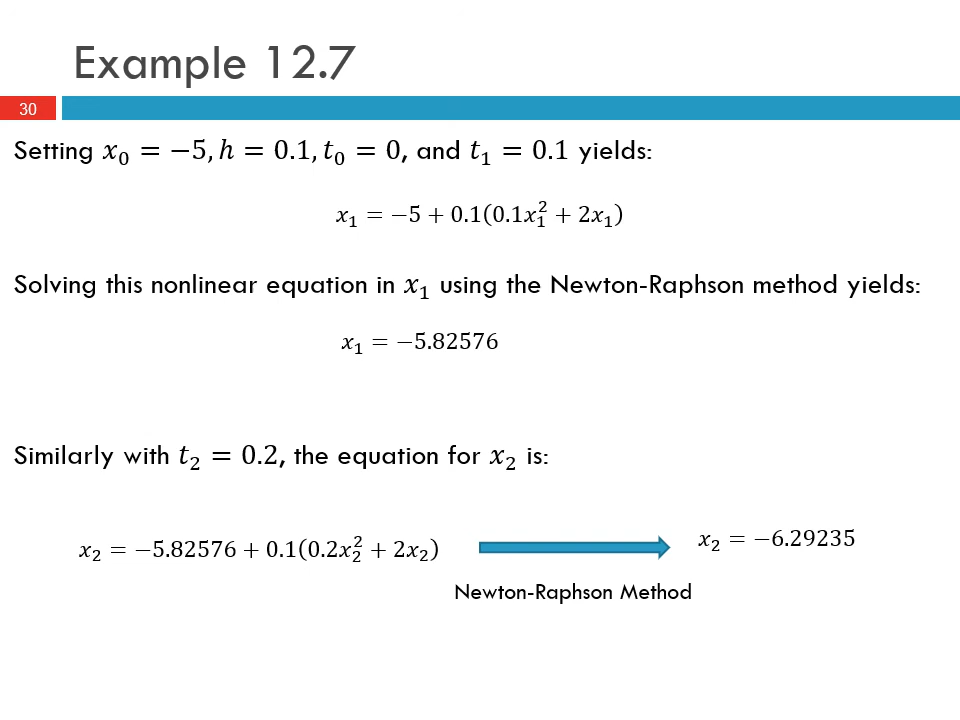 Example 12.7
30
Setting x₀ = −5, h = 0.1, t₀ = 0, and t₁ = 0.1 yields:
x₁ = −5 + 0.1(0.1x₁² + 2x₁)
Solving this nonlinear equation in x₁ using the Newton-Raphson method yields:
x₁ = −5.82576
Similarly with t₂ = 0.2, the equation for x₂ is:
x₂ = −5.82576 + 0.1(0.2x₂² + 2x₂)
x₂ = −6.29235
Newton-Raphson Method